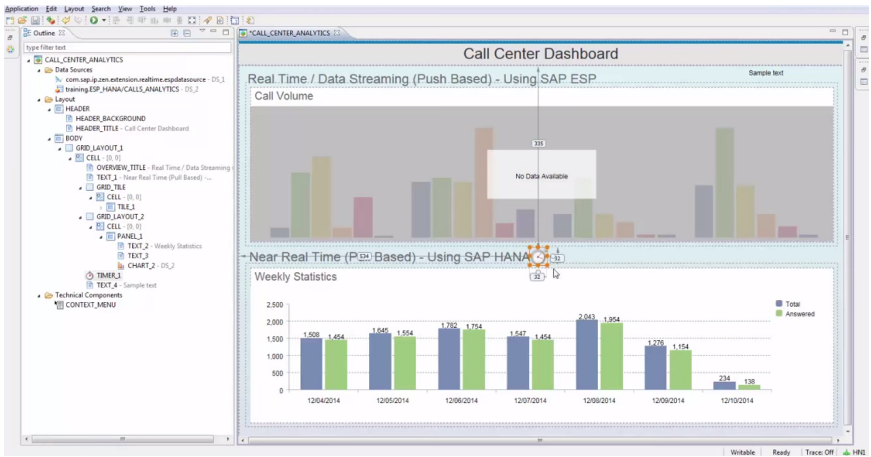 Application Edit Layout Search View Tools Help
Outline
*CALL_CENTER_ANALYTICS
type filter text
CALL_CENTER_ANALYTICS
Data Sources
com.sap.ip.zen.extension.realtime.espdatasource - DS_1
training.ESP_HANA/CALLS_ANALYTICS - DS_2
Layout
HEADER
HEADER_BACKGROUND
HEADER_TITLE - Call Center Dashboard
BODY
GRID_LAYOUT_1
CELL - [0, 0]
OVERVIEW_TITLE - Real Time / Data Streaming
TEXT_1 - Near Real Time (Pull Based) -...
GRID_TILE
CELL - [0, 0]
TILE_1
GRID_LAYOUT_2
CELL - [0, 0]
PANEL_1
TEXT_2 - Weekly Statistics
TEXT_3
CHART_2 - DS_2
TIMER_1
TEXT_4 - Sample text
Technical Components
CONTEXT_MENU
Call Center Dashboard
Real Time / Data Streaming (Push Based) - Using SAP ESP
Sample text
Call Volume
335
No Data Available
Near Real Time (P Based) - Using SAP HANA
32
32
Weekly Statistics
2,500
2,000
1,500
1,000
500
0
1,508 1,454
1,645 1,554
1,782 1,754
1,547 1,454
2,043 1,954
1,276 1,154
234 138
12/04/2014 12/05/2014 12/06/2014 12/07/2014 12/08/2014 12/09/2014 12/10/2014
Total
Answered
Writable Ready Trace: Off HN1